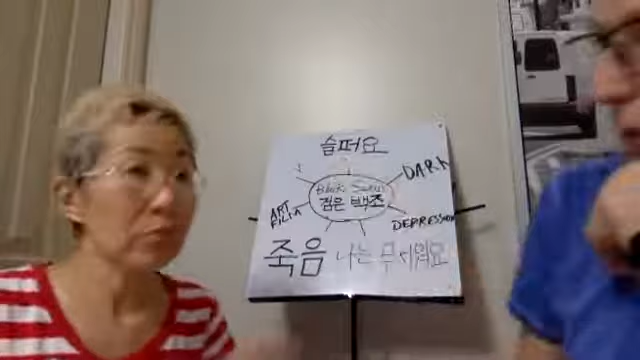 슬퍼요
DARK
Black Swan
검은 백조
ART
FILM
DEPRESSION
죽음 나는 무서워요